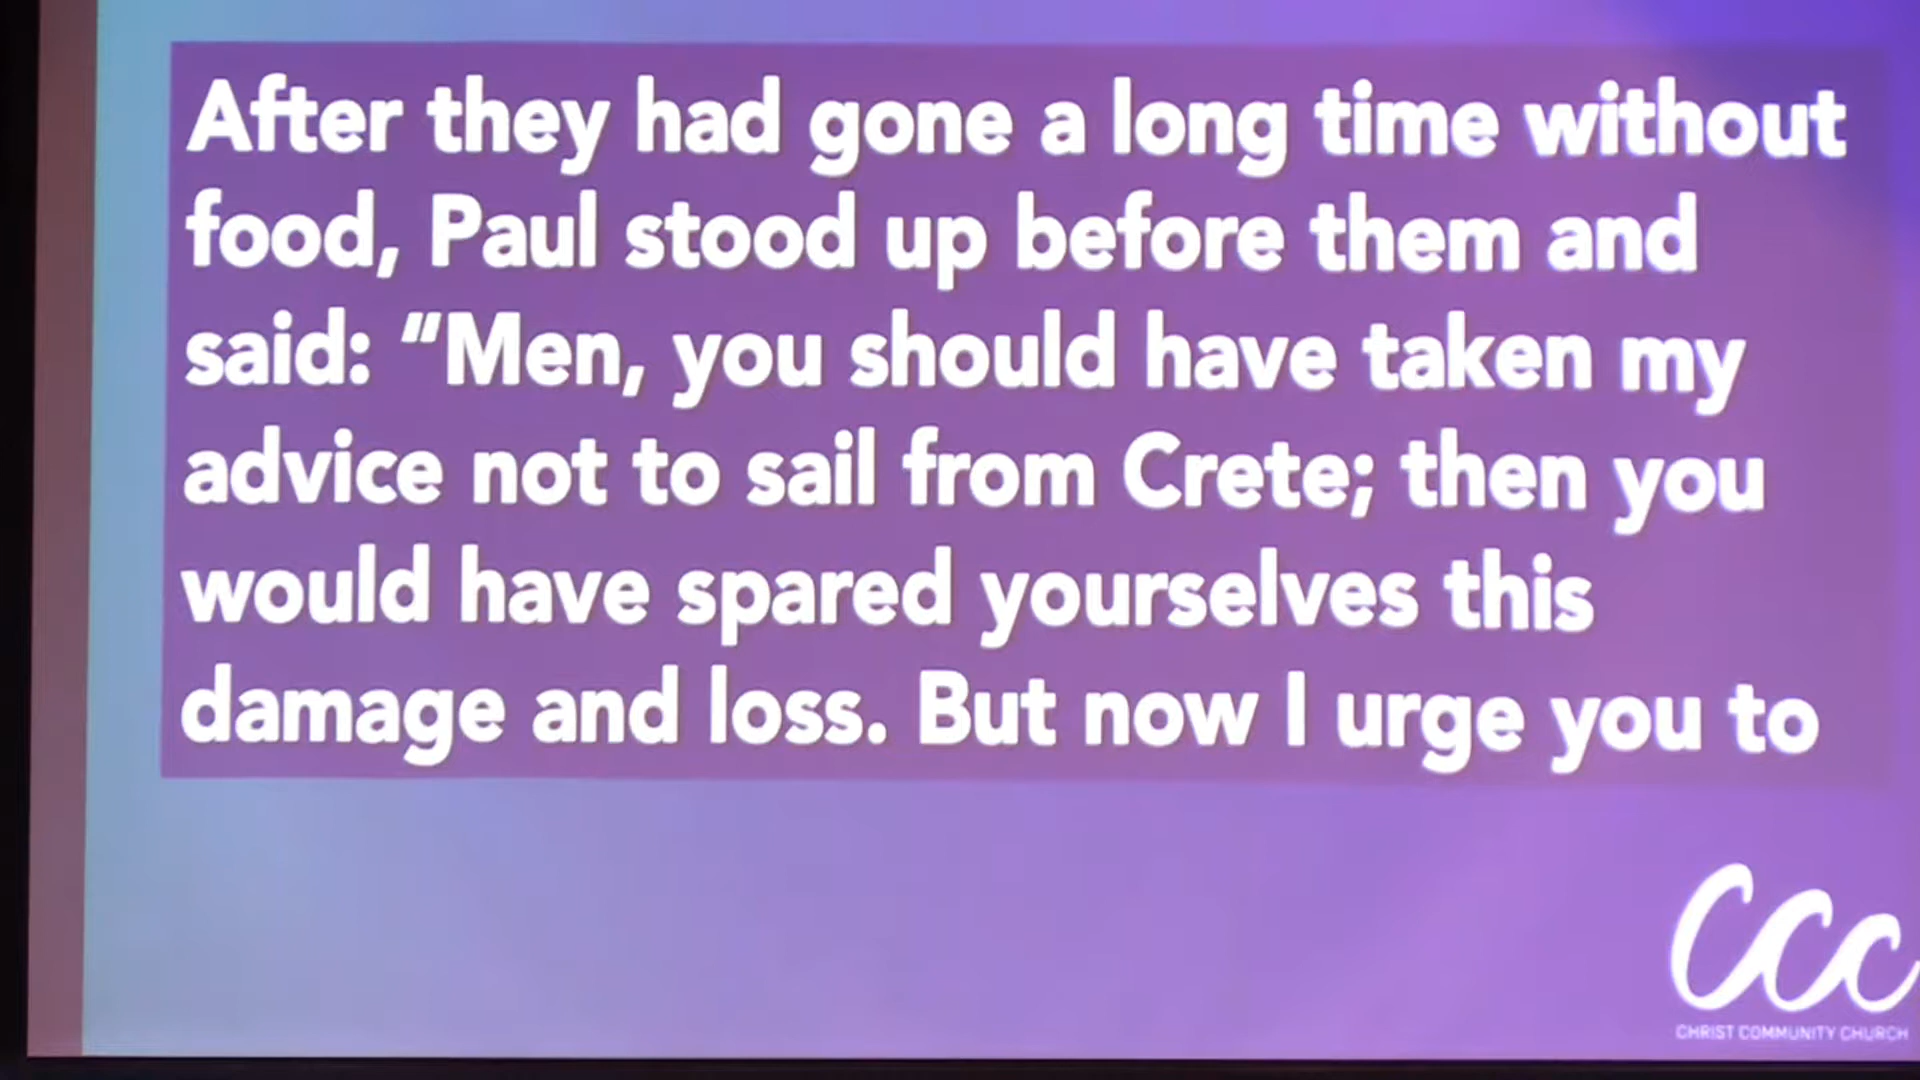 After they had gone a long time without
food, Paul stood up before them and
said: “Men, you should have taken my
advice not to sail from Crete; then you
would have spared yourselves this
damage and loss. But now I urge you to
ccc
CHRIST COMMUNITY CHURCH